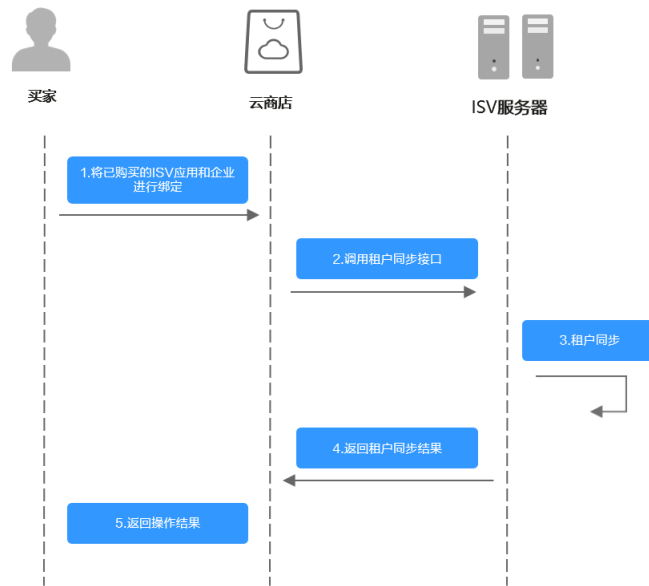 买家
云商店
ISV服务器
1.将已购买的ISV应用和企业
进行绑定
2.调用租户同步接口
3.租户同步
4.返回租户同步结果
5.返回操作结果